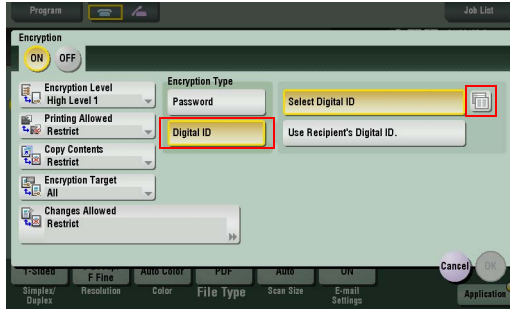 Program
Job List
Encryption
ON
OFF
Encryption Level
High Level 1
Printing Allowed
Restrict
Copy Contents
Restrict
Encryption Target
All
Changes Allowed
Restrict
Encryption Type
Password
Digital ID
Select Digital ID
Use Recipient's Digital ID.
Cancel
OK
1-Sided
F Fine
Auto Color
PDF
Auto
ON
Simplex/
Duplex
Resolution
Color
File Type
Scan Size
E-mail
Settings
Application